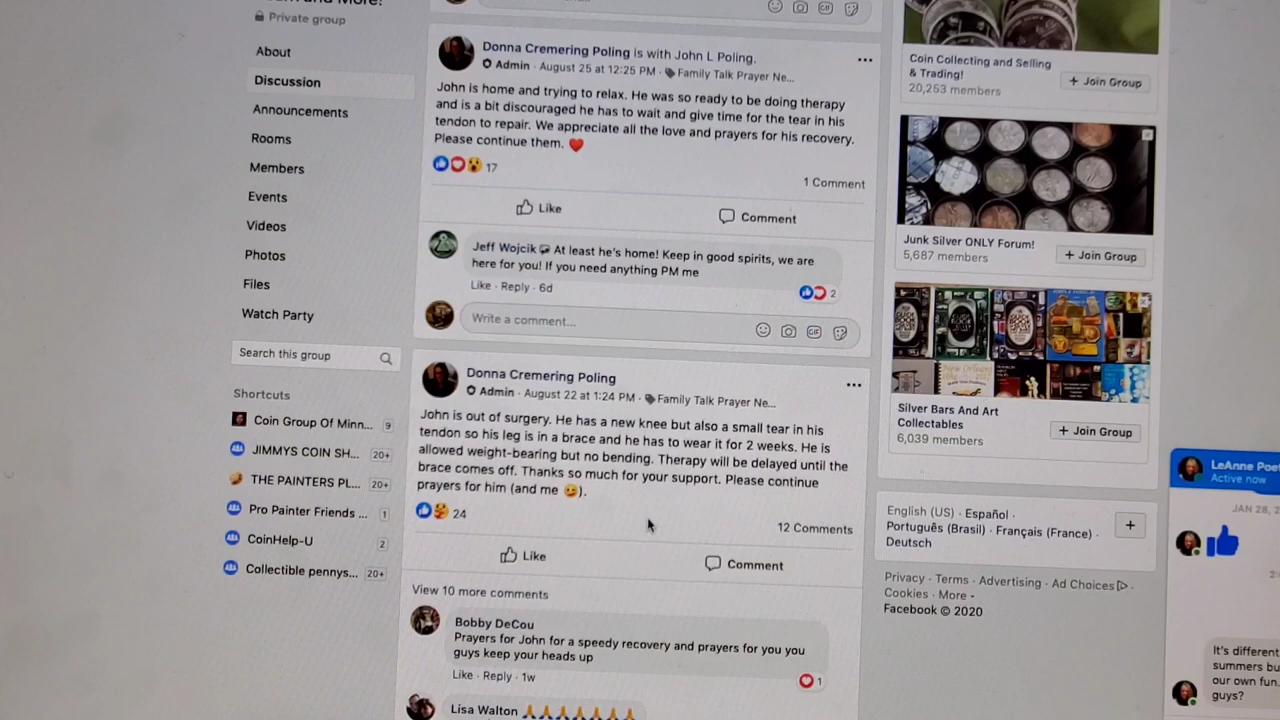 Private group
About
Discussion
Announcements
Rooms
Members
Events
Videos
Photos
Files
Watch Party
Search this group
Shortcuts
Coin Group Of Minn... 9
JIMMYS COIN SH... 20+
THE PAINTERS PL... 20+
Pro Painter Friends ... 1
CoinHelp-U 2
Collectible pennys... 20+
GIF
Donna Cremering Poling is with John L Poling.
Admin · August 25 at 12:25 PM · Family Talk Prayer Ne...
John is home and trying to relax. He was so ready to be doing therapy
and is a bit discouraged he has to wait and give time for the tear in his
tendon to repair. We appreciate all the love and prayers for his recovery.
Please continue them. ❤️
17
1 Comment
Like Comment
Jeff Wojcik At least he's home! Keep in good spirits, we are
here for you! If you need anything PM me
Like · Reply · 6d
2
Write a comment...
GIF
Donna Cremering Poling
Admin · August 22 at 1:24 PM · Family Talk Prayer Ne...
John is out of surgery. He has a new knee but also a small tear in his
tendon so his leg is in a brace and he has to wear it for 2 weeks. He is
allowed weight-bearing but no bending. Therapy will be delayed until the
brace comes off. Thanks so much for your support. Please continue
prayers for him (and me 😉).
24
12 Comments
Like Comment
View 10 more comments
Bobby DeCou
Prayers for John for a speedy recovery and prayers for you you
guys keep your heads up
Like · Reply · 1w
1
Lisa Walton 🙏🙏🙏🙏🙏🙏🙏
Coin Collecting and Selling
& Trading!
20,253 members
+ Join Group
Junk Silver ONLY Forum!
5,687 members
+ Join Group
Silver Bars And Art
Collectables
6,039 members
+ Join Group
English (US) · Español ·
Português (Brasil) · Français (France) ·
Deutsch
+
Privacy · Terms · Advertising · Ad Choices ·
Cookies · More
Facebook © 2020
LeAnne Poe
Active now
JAN 28, 2
It's different
summers bu
our own fun.
guys?